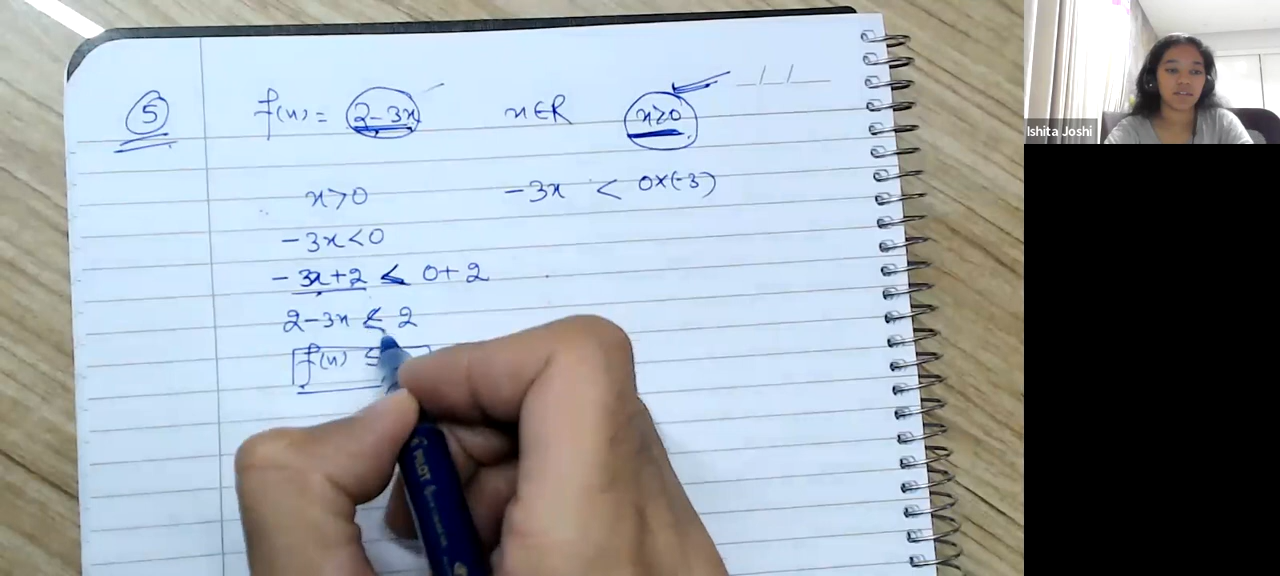 5 f(x) = 2-3x x∈R x≥0
x>0 -3x < 0×(-3)
-3x<0
-3x+2 ≤ 0+2
2-3x ≤ 2
f(x) ≤
PILOT
Ishita Joshi